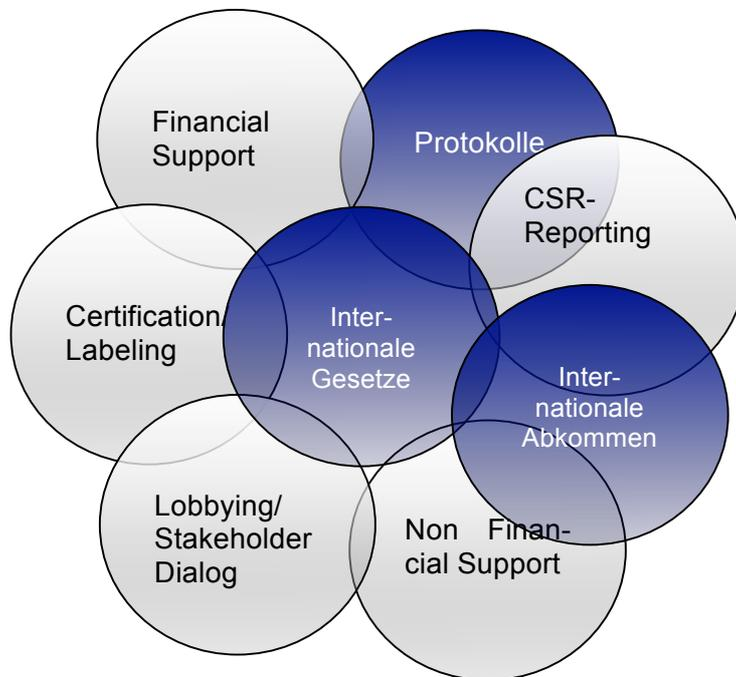 Financial
Support
Protokolle
CSR-
Reporting
Certification/
Labeling
Inter-
nationale
Gesetze
Inter-
nationale
Abkommen
Lobbying/
Stakeholder
Dialog
Non Finan-
cial Support